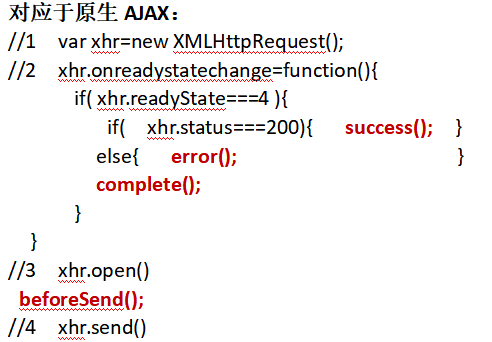 对应于原生 AJAX：
//1 var xhr=new XMLHttpRequest();
//2 xhr.onreadystatechange=function(){
if( xhr.readyState===4 ){
if( xhr.status===200){ success(); }
else{ error(); }
complete();
}
}
//3 xhr.open()
beforeSend();
//4 xhr.send()